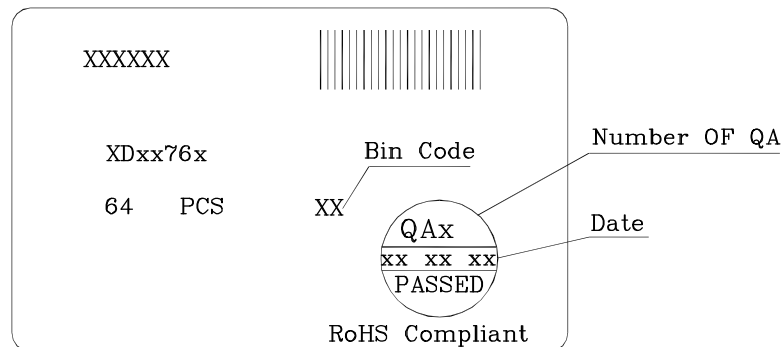 XXXXXX
Number OF QA
XDxx76x
Bin Code
64 PCS
XX
QAx
Date
xx xx xx
PASSED
RoHS Compliant